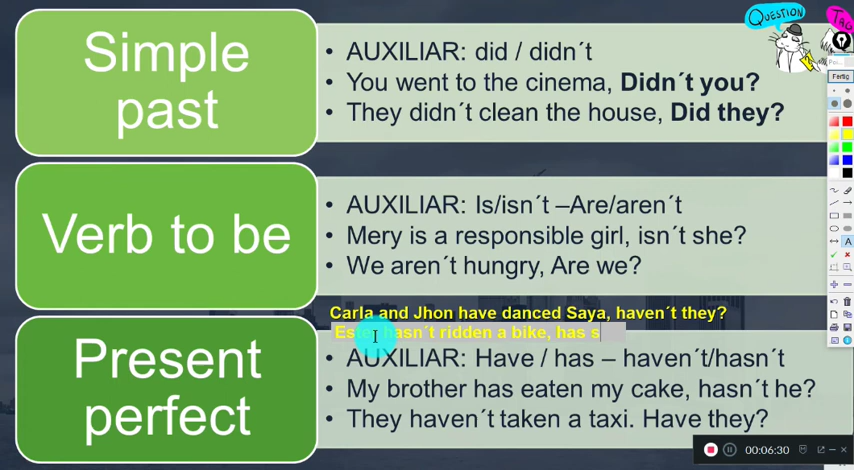 QUESTION
TAG
Simple
past
• AUXILIAR: did / didn´t
• You went to the cinema, Didn´t you?
• They didn´t clean the house, Did they?
Fertig
Verb to be
• AUXILIAR: Is/isn´t –Are/aren´t
• Mery is a responsible girl, isn´t she?
• We aren´t hungry, Are we?
Carla and Jhon have danced Saya, haven´t they?
Ester hasn´t ridden a bike, has s
Present
perfect
• AUXILIAR: Have / has – haven´t/hasn´t
• My brother has eaten my cake, hasn´t he?
• They haven´t taken a taxi. Have they?
A
00:06:30